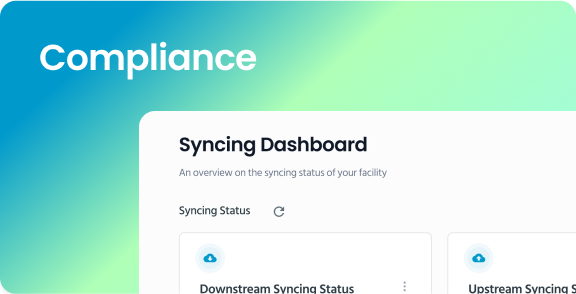 Compliance
Syncing Dashboard
An overview on the syncing status of your facility
Syncing Status
Downstream Syncing Status
Upstream Syncing S